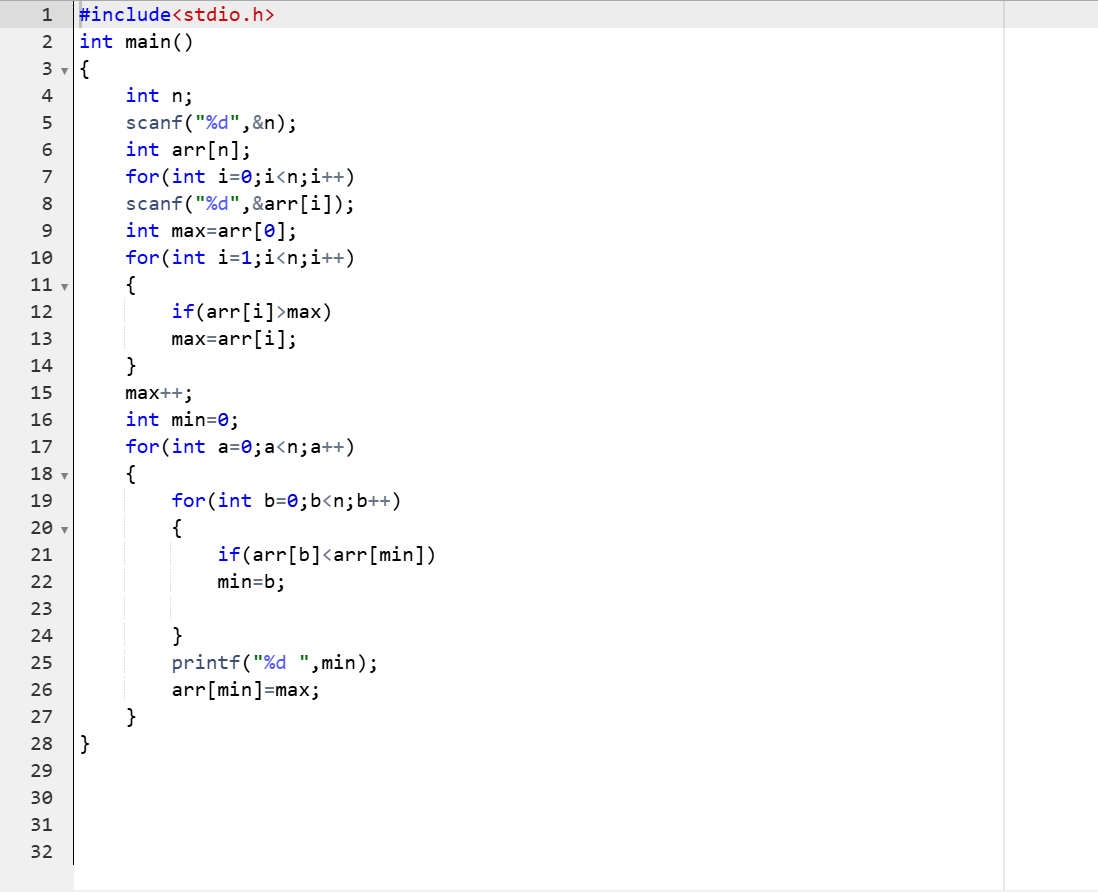 1 #include<stdio.h>
2 int main()
3 {
4     int n;
5     scanf("%d",&n);
6     int arr[n];
7     for(int i=0;i<n;i++)
8     scanf("%d",&arr[i]);
9     int max=arr[0];
10     for(int i=1;i<n;i++)
11     {
12         if(arr[i]>max)
13         max=arr[i];
14     }
15     max++;
16     int min=0;
17     for(int a=0;a<n;a++)
18     {
19         for(int b=0;b<n;b++)
20         {
21             if(arr[b]<arr[min])
22             min=b;
23
24         }
25         printf("%d ",min);
26         arr[min]=max;
27     }
28 }
29
30
31
32